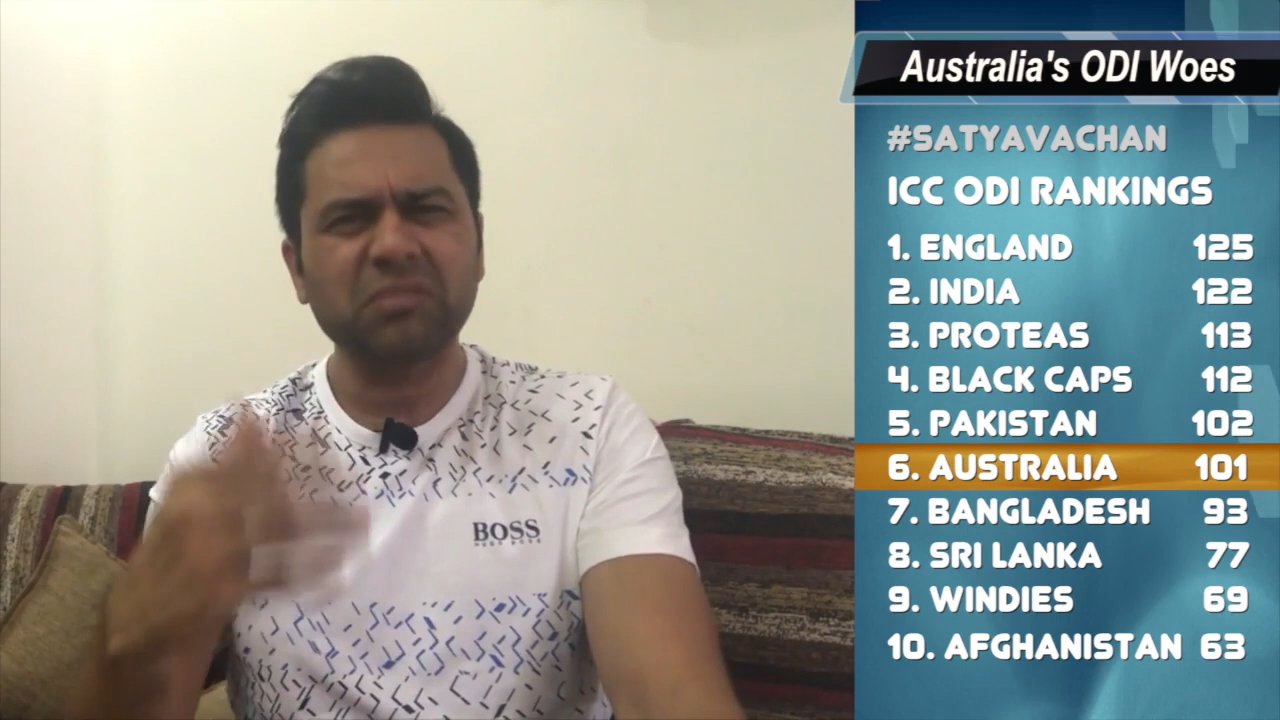 Australia's ODI Woes
#SATYAVACHAN
ICC ODI RANKINGS
1. ENGLAND 125
2. INDIA 122
3. PROTEAS 113
4. BLACK CAPS 112
5. PAKISTAN 102
6. AUSTRALIA 101
7. BANGLADESH 93
8. SRI LANKA 77
9. WINDIES 69
10. AFGHANISTAN 63
BOSS
HUGO BOSS